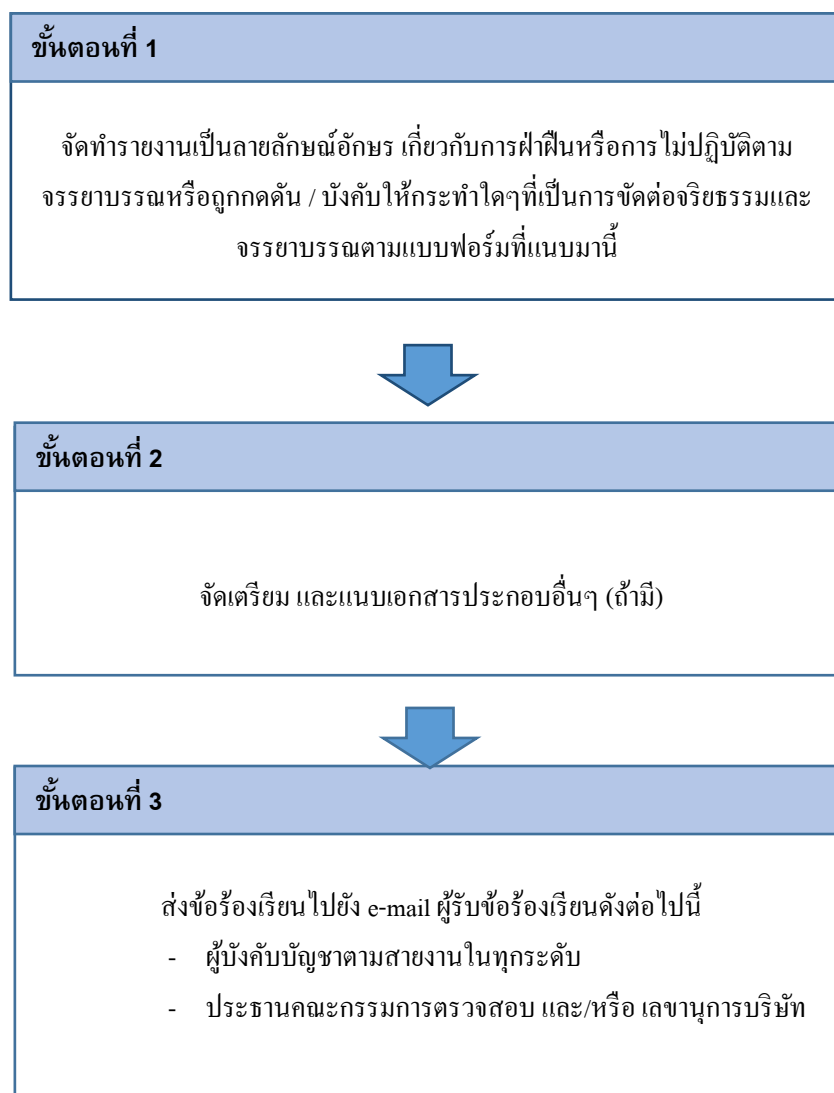 ขั้นตอนที่ 1
จัดทำรายงานเป็นลายลักษณ์อักษร เกี่ยวกับการฝ่าฝืนหรือการไม่ปฏิบัติตาม
จรรยาบรรณหรือถูกกดดัน / บังคับให้กระทำใดๆที่เป็นการขัดต่อจริยธรรมและ
จรรยาบรรณตามแบบฟอร์มที่แนบมานี้
ขั้นตอนที่ 2
จัดเตรียม และแนบเอกสารประกอบอื่นๆ (ถ้ามี)
ขั้นตอนที่ 3
ส่งข้อร้องเรียนไปยัง e-mail ผู้รับข้อร้องเรียนดังต่อไปนี้
- ผู้บังคับบัญชาตามสายงานในทุกระดับ
- ประธานคณะกรรมการตรวจสอบ และ/หรือ เลขานุการบริษัท